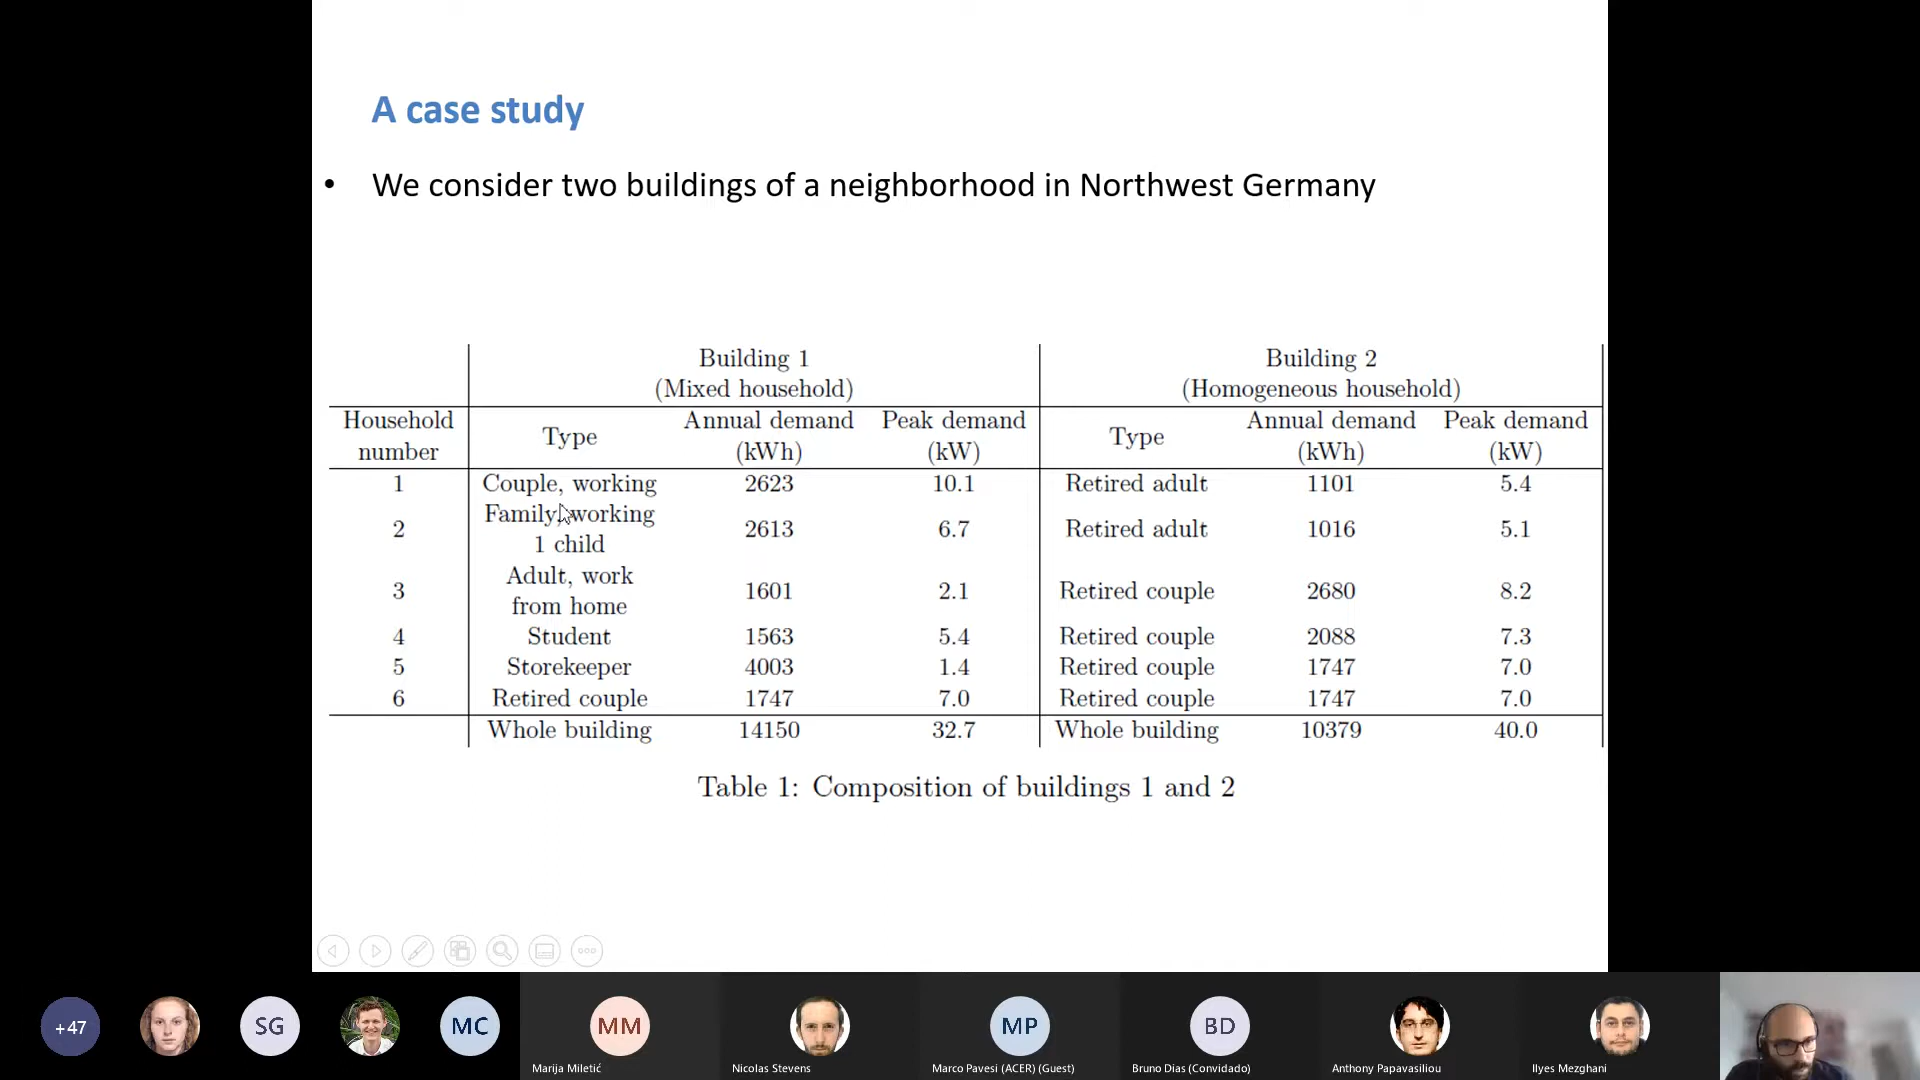 A case study
• We consider two buildings of a neighborhood in Northwest Germany
Building 1 Building 2
(Mixed household) (Homogeneous household)
Household Annual demand Peak demand Annual demand Peak demand
number Type (kWh) (kW) Type (kWh) (kW)
1 Couple, working 2623 10.1 Retired adult 1101 5.4
Family, working
2 2613 6.7 Retired adult 1016 5.1
1 child
Adult, work
3 1601 2.1 Retired couple 2680 8.2
from home
4 Student 1563 5.4 Retired couple 2088 7.3
5 Storekeeper 4003 1.4 Retired couple 1747 7.0
6 Retired couple 1747 7.0 Retired couple 1747 7.0
Whole building 14150 32.7 Whole building 10379 40.0
Table 1: Composition of buildings 1 and 2
+47 SG MC MM MP BD
Marija Miletić Nicolas Stevens Marco Pavesi (ACER) (Guest) Bruno Dias (Convidado) Anthony Papavasiliou Ilyes Mezghani